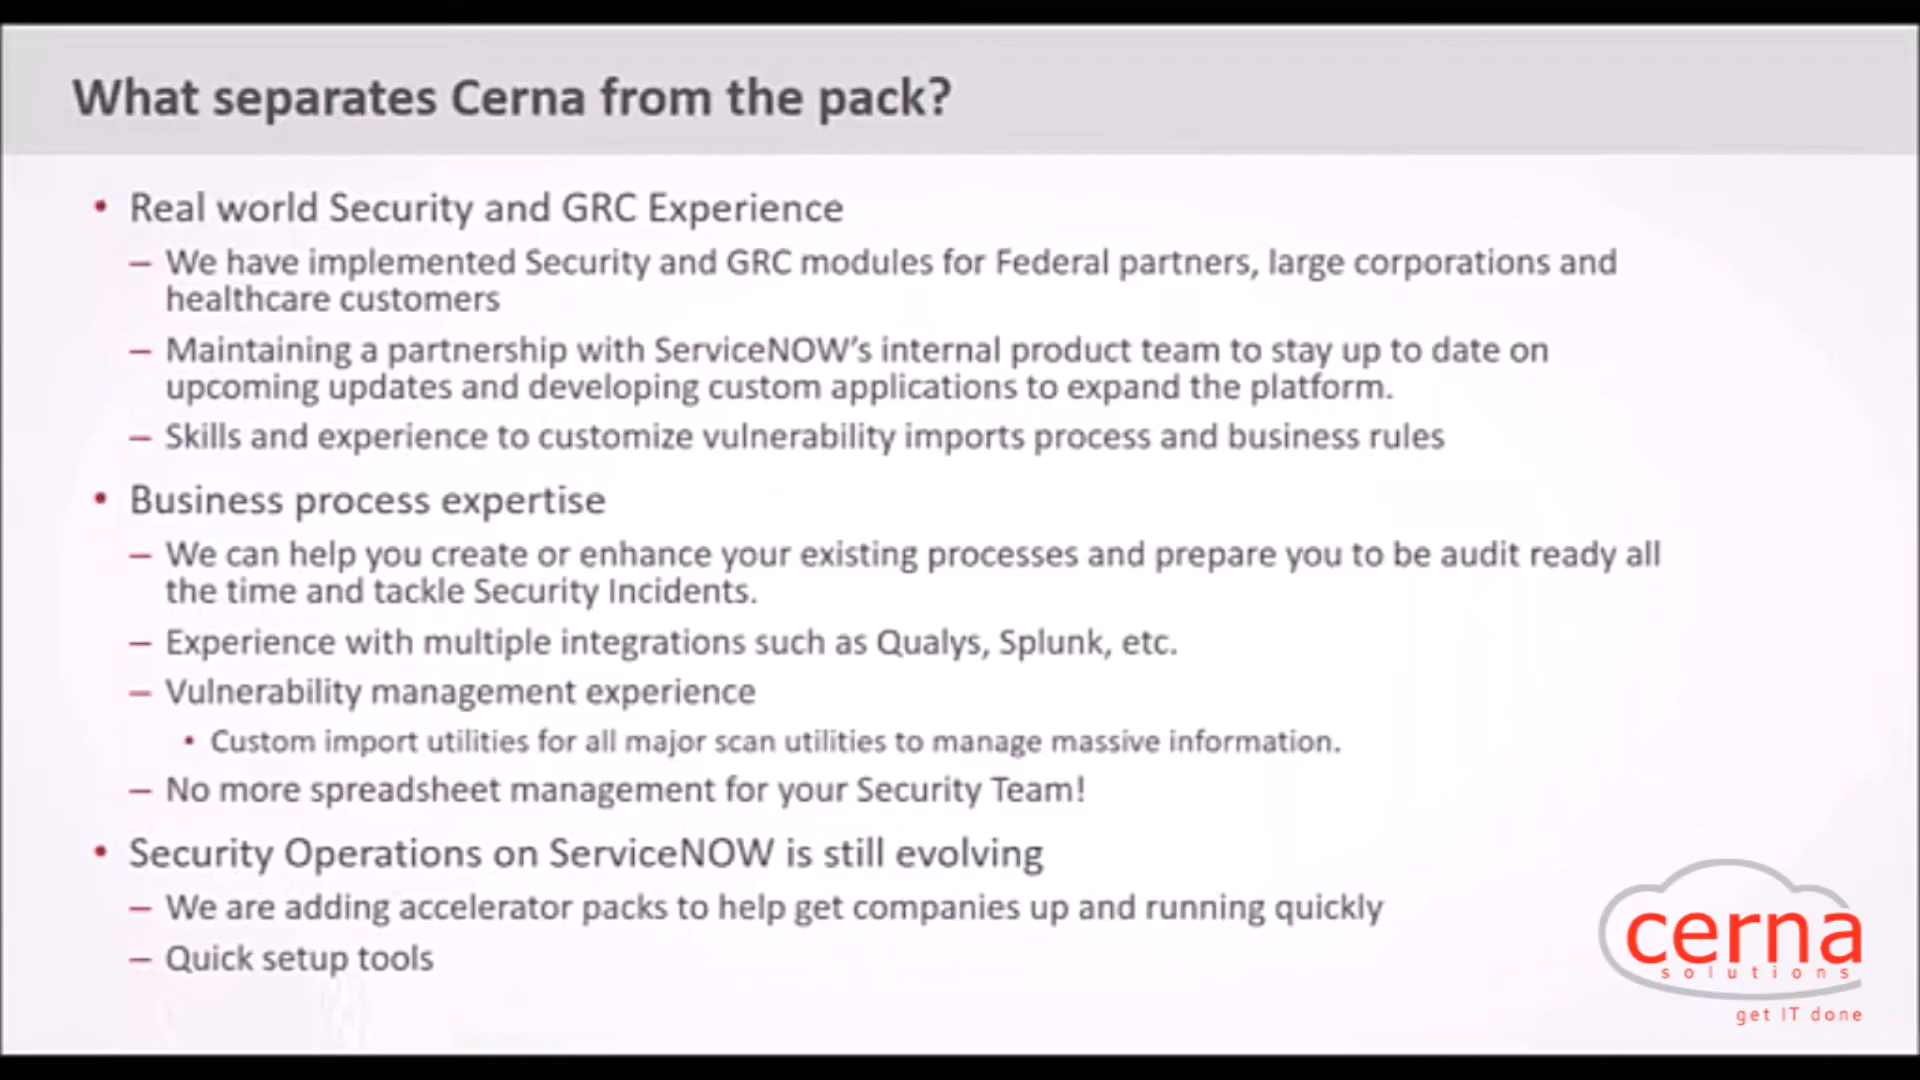 What separates Cerna from the pack?
• Real world Security and GRC Experience
– We have implemented Security and GRC modules for Federal partners, large corporations and
healthcare customers
– Maintaining a partnership with ServiceNOW's internal product team to stay up to date on
upcoming updates and developing custom applications to expand the platform.
– Skills and experience to customize vulnerability imports process and business rules
• Business process expertise
– We can help you create or enhance your existing processes and prepare you to be audit ready all
the time and tackle Security Incidents.
– Experience with multiple integrations such as Qualys, Splunk, etc.
– Vulnerability management experience
• Custom import utilities for all major scan utilities to manage massive information.
– No more spreadsheet management for your Security Team!
• Security Operations on ServiceNOW is still evolving
– We are adding accelerator packs to help get companies up and running quickly
– Quick setup tools
cerna
solutions
get IT done